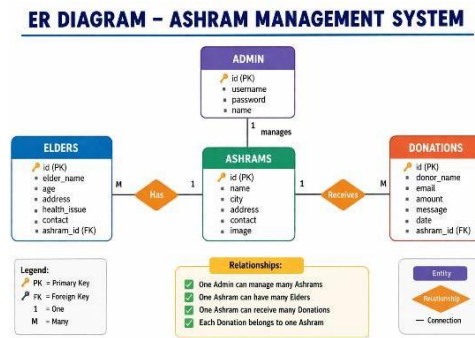 ER DIAGRAM – ASHRAM MANAGEMENT SYSTEM
ADMIN
id (PK)
username
password
name
1
manages
ELDERS
id (PK)
elder_name
age
address
health_issue
contact
ashram_id (FK)
M
Has
1
ASHRAMS
id (PK)
name
city
address
contact
image
1
Receives
M
DONATIONS
id (PK)
donor_name
email
amount
message
date
ashram_id (FK)
Legend:
PK = Primary Key
FK = Foreign Key
1 = One
M = Many
Relationships:
One Admin can manage many Ashrams
One Ashram can have many Elders
One Ashram can receive many Donations
Each Donation belongs to one Ashram
Entity
Relationship
Connection